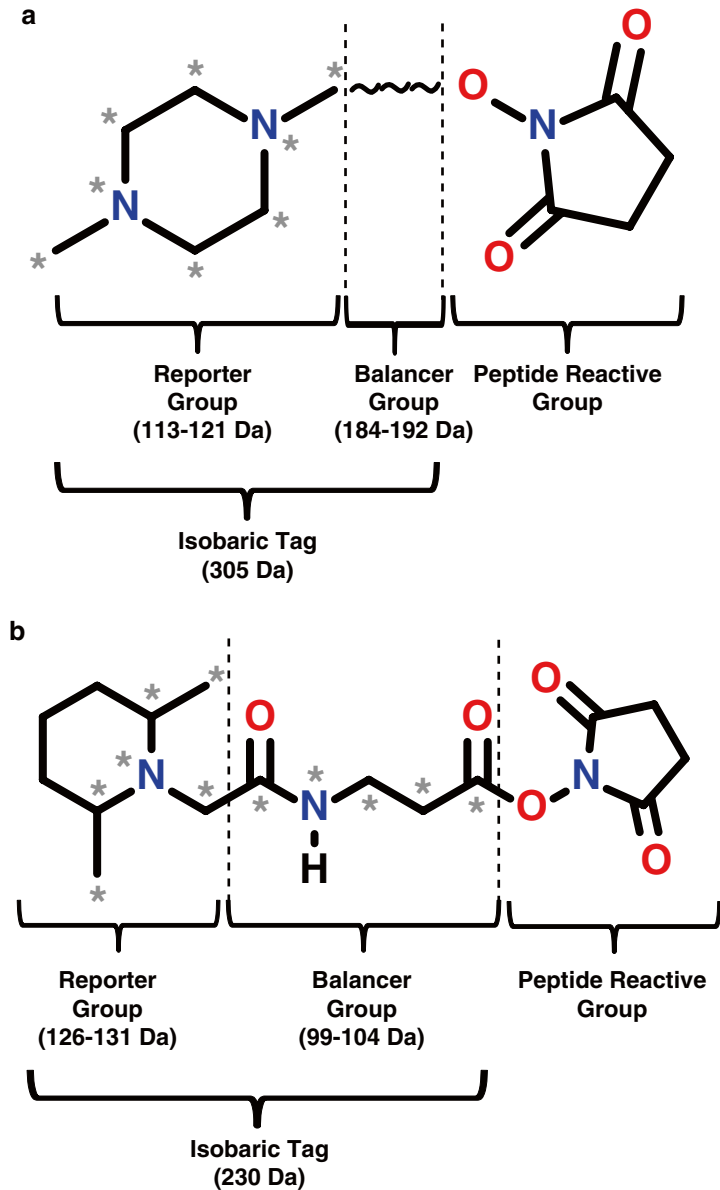 a
O
* * O
* N * N
* N *
* * O
*
Reporter Group (113-121 Da)
Balancer Group (184-192 Da)
Peptide Reactive Group
Isobaric Tag
(305 Da)
b
* * O O O
* N * N
* * * N * * * O
H O
*
Reporter Group (126-131 Da)
Balancer Group (99-104 Da)
Peptide Reactive Group
Isobaric Tag
(230 Da)